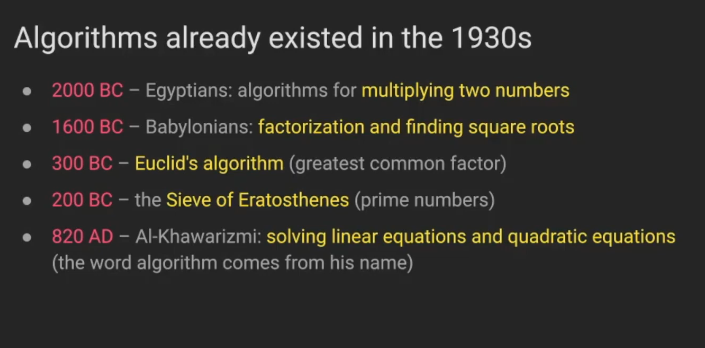 Algorithms already existed in the 1930s
● 2000 BC – Egyptians: algorithms for multiplying two numbers
● 1600 BC – Babylonians: factorization and finding square roots
● 300 BC – Euclid's algorithm (greatest common factor)
● 200 BC – the Sieve of Eratosthenes (prime numbers)
● 820 AD – Al-Khawarizmi: solving linear equations and quadratic equations
(the word algorithm comes from his name)